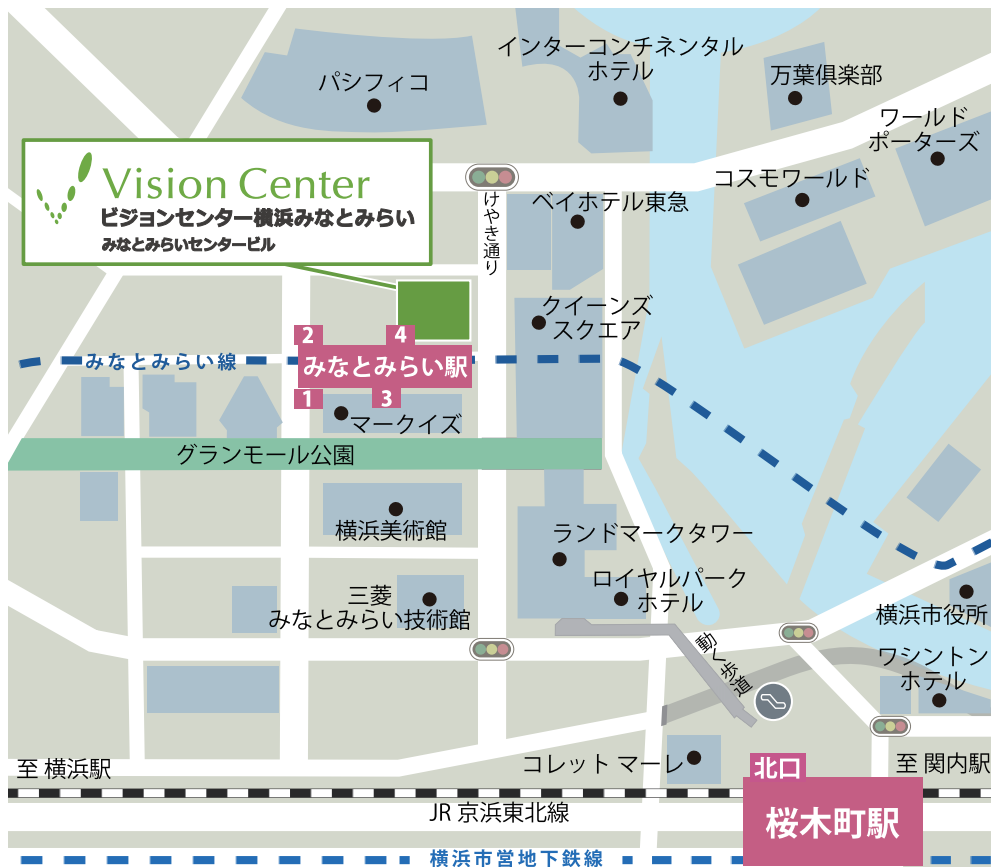 インターコンチネンタル
ホテル
パシフィコ
万葉倶楽部
ワールド
ポーターズ
Vision Center
ビジョンセンター横浜みなとみらい
みなとみらいセンタービル
けやき通り
コスモワールド
ベイホテル東急
クイーンズ
スクエア
2
4
みなとみらい線
みなとみらい駅
1
3
マークイズ
グランモール公園
横浜美術館
ランドマークタワー
ロイヤルパーク
ホテル
三菱
みなとみらい技術館
横浜市役所
動く歩道
ワシントン
ホテル
至 横浜駅
コレット マーレ
北口
至 関内駅
JR 京浜東北線
桜木町駅
横浜市営地下鉄線